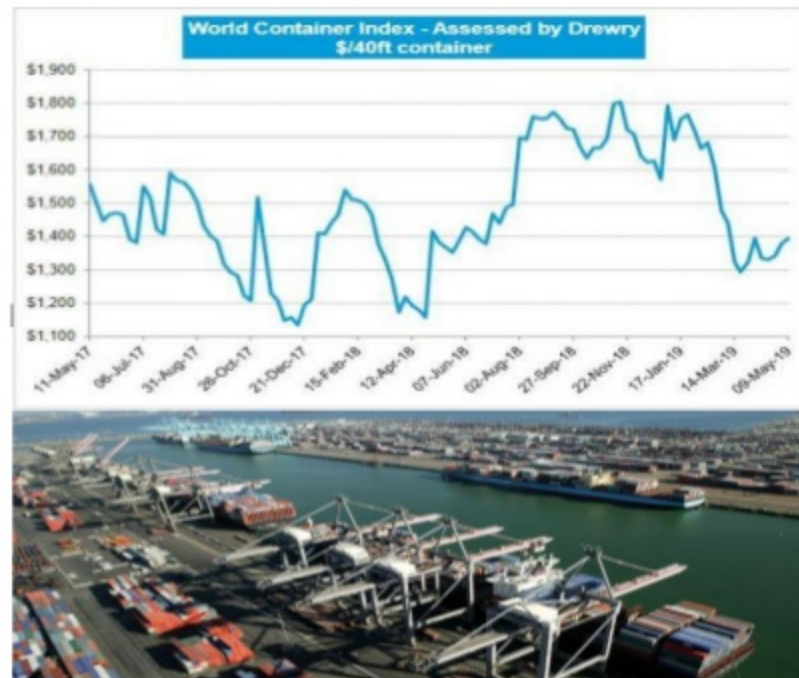 World Container Index - Assessed by Drewry
$/40ft container
$1,900
$1,800
$1,700
$1,600
$1,500
$1,400
$1,300
$1,200
$1,100
11-May-17
06-Jul-17
31-Aug-17
26-Oct-17
21-Dec-17
15-Feb-18
12-Apr-18
07-Jun-18
02-Aug-18
27-Sep-18
22-Nov-18
17-Jan-19
14-Mar-19
09-May-19